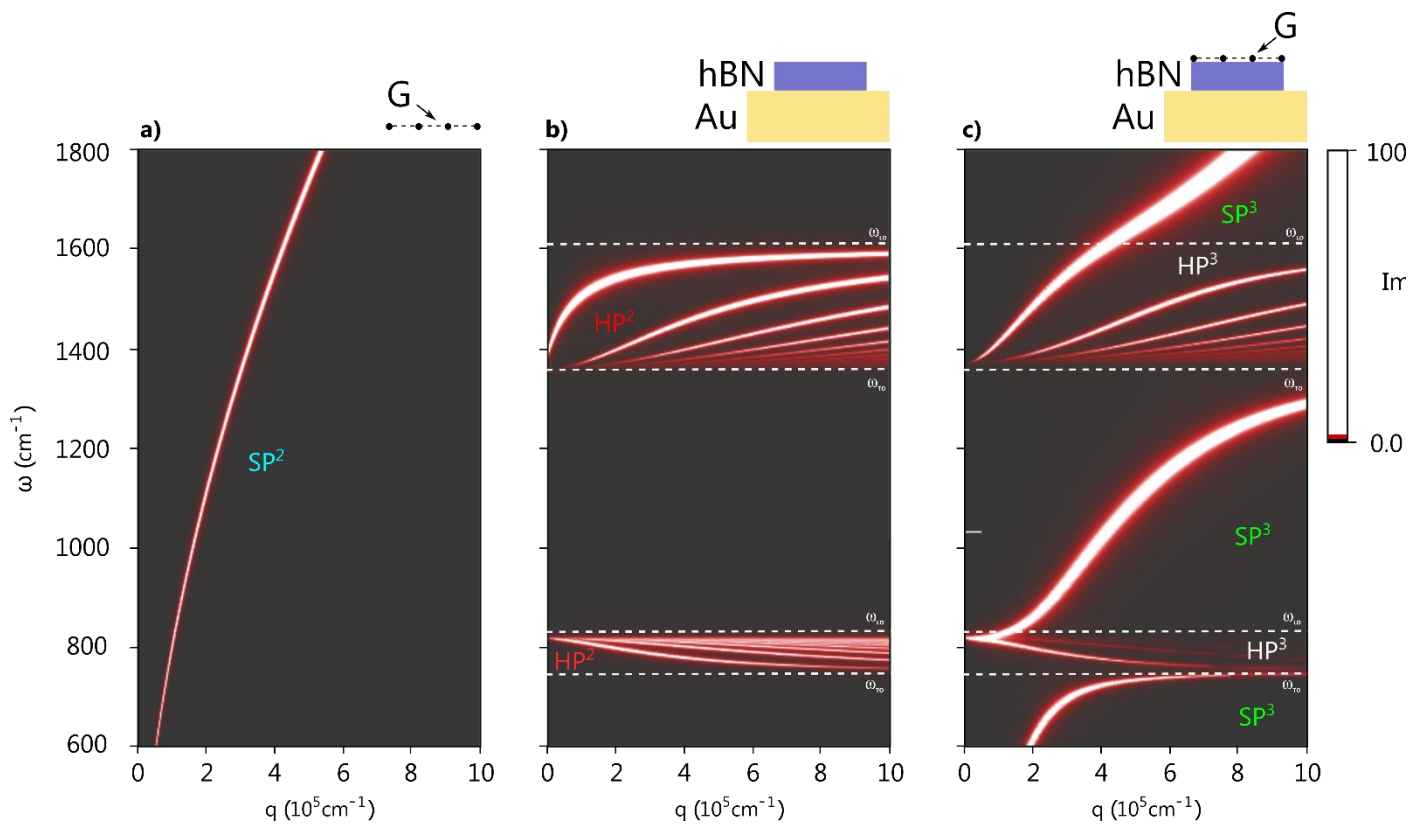 G
hBN
Au
G
hBN
Au
a)
b)
c)
1800
1600
1400
1200
1000
800
600
ω (cm⁻¹)
SP²
0 2 4 6 8 10
q (10⁵cm⁻¹)
ω_LO
HP²
ω_TO
ω_LO
HP²
ω_TO
0 2 4 6 8 10
q (10⁵cm⁻¹)
SP³
ω_LO
HP³
ω_TO
SP³
ω_LO
HP³
ω_TO
SP³
0 2 4 6 8 10
q (10⁵cm⁻¹)
100
Im
0.0